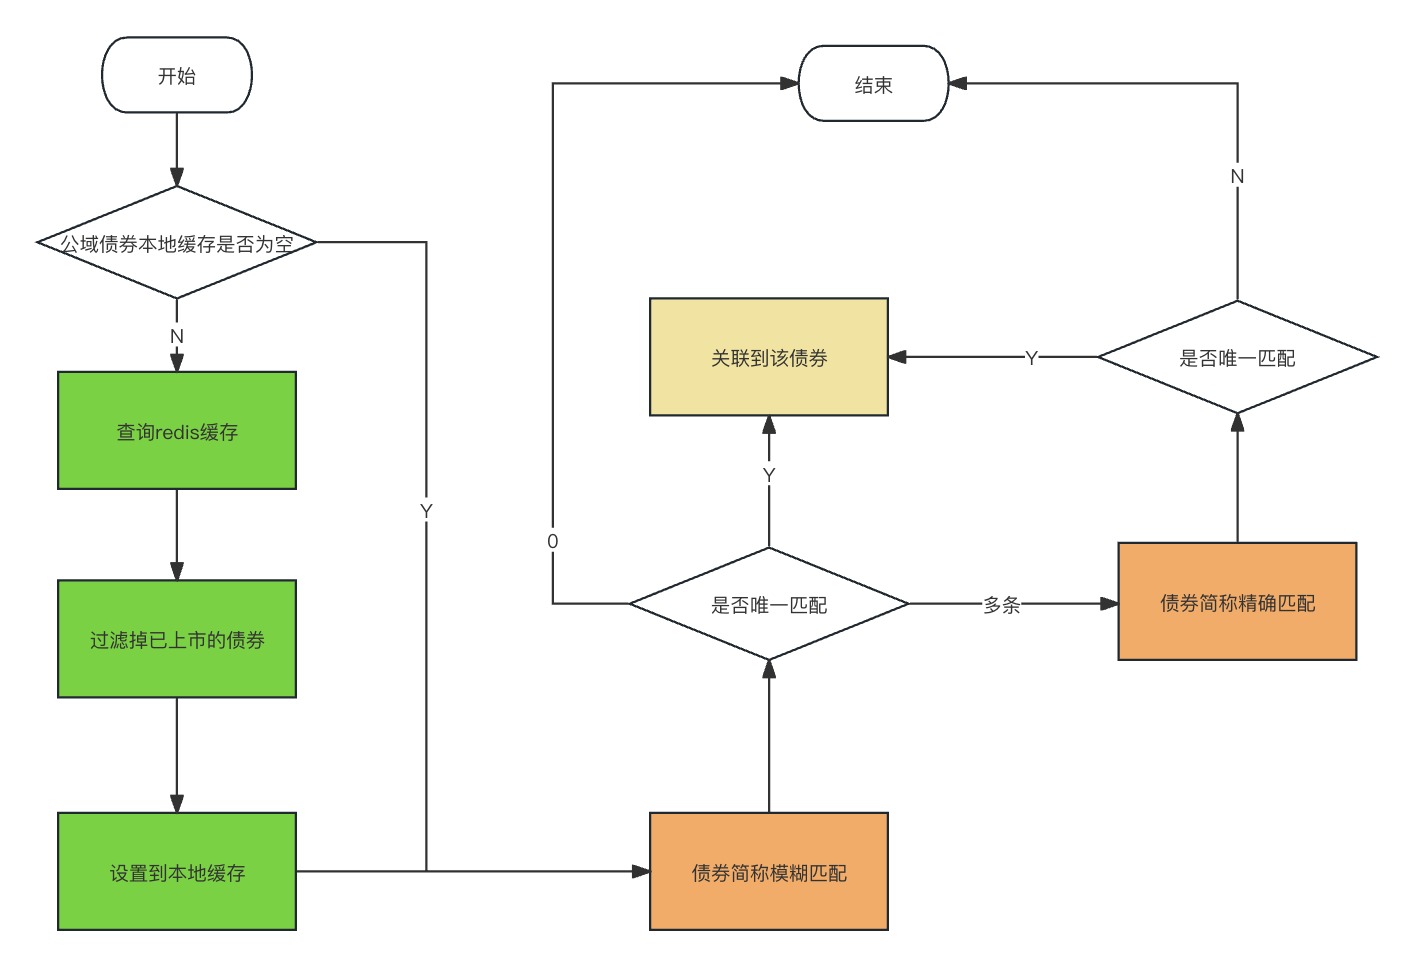 开始
公域债券本地缓存是否为空
N
查询redis缓存
过滤掉已上市的债券
设置到本地缓存
Y
债券简称模糊匹配
是否唯一匹配
0
Y
多条
债券简称精确匹配
是否唯一匹配
Y
关联到该债券
N
结束